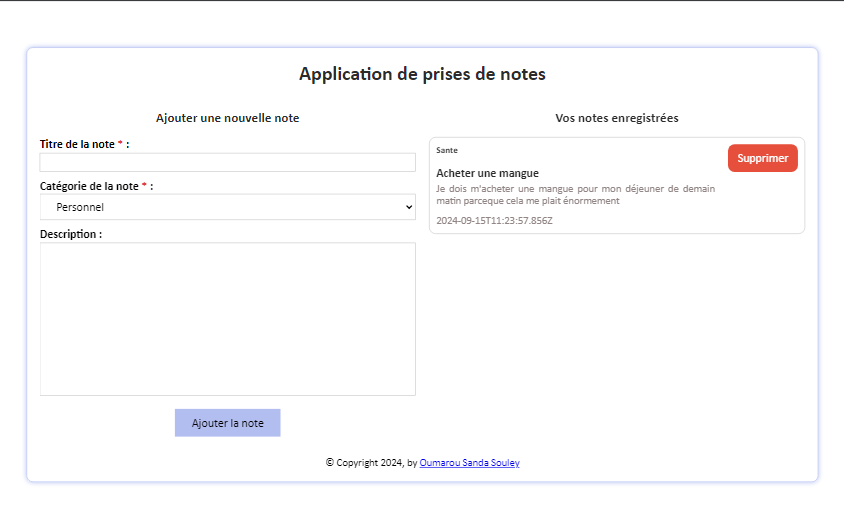 Application de prises de notes
Ajouter une nouvelle note
Titre de la note * :
Catégorie de la note * :
Personnel
Description :
Ajouter la note
Vos notes enregistrées
Sante
Supprimer
Acheter une mangue
Je dois m'acheter une mangue pour mon déjeuner de demain
matin parceque cela me plait énormement
2024-09-15T11:23:57.856Z
© Copyright 2024, by Oumarou Sanda Souley